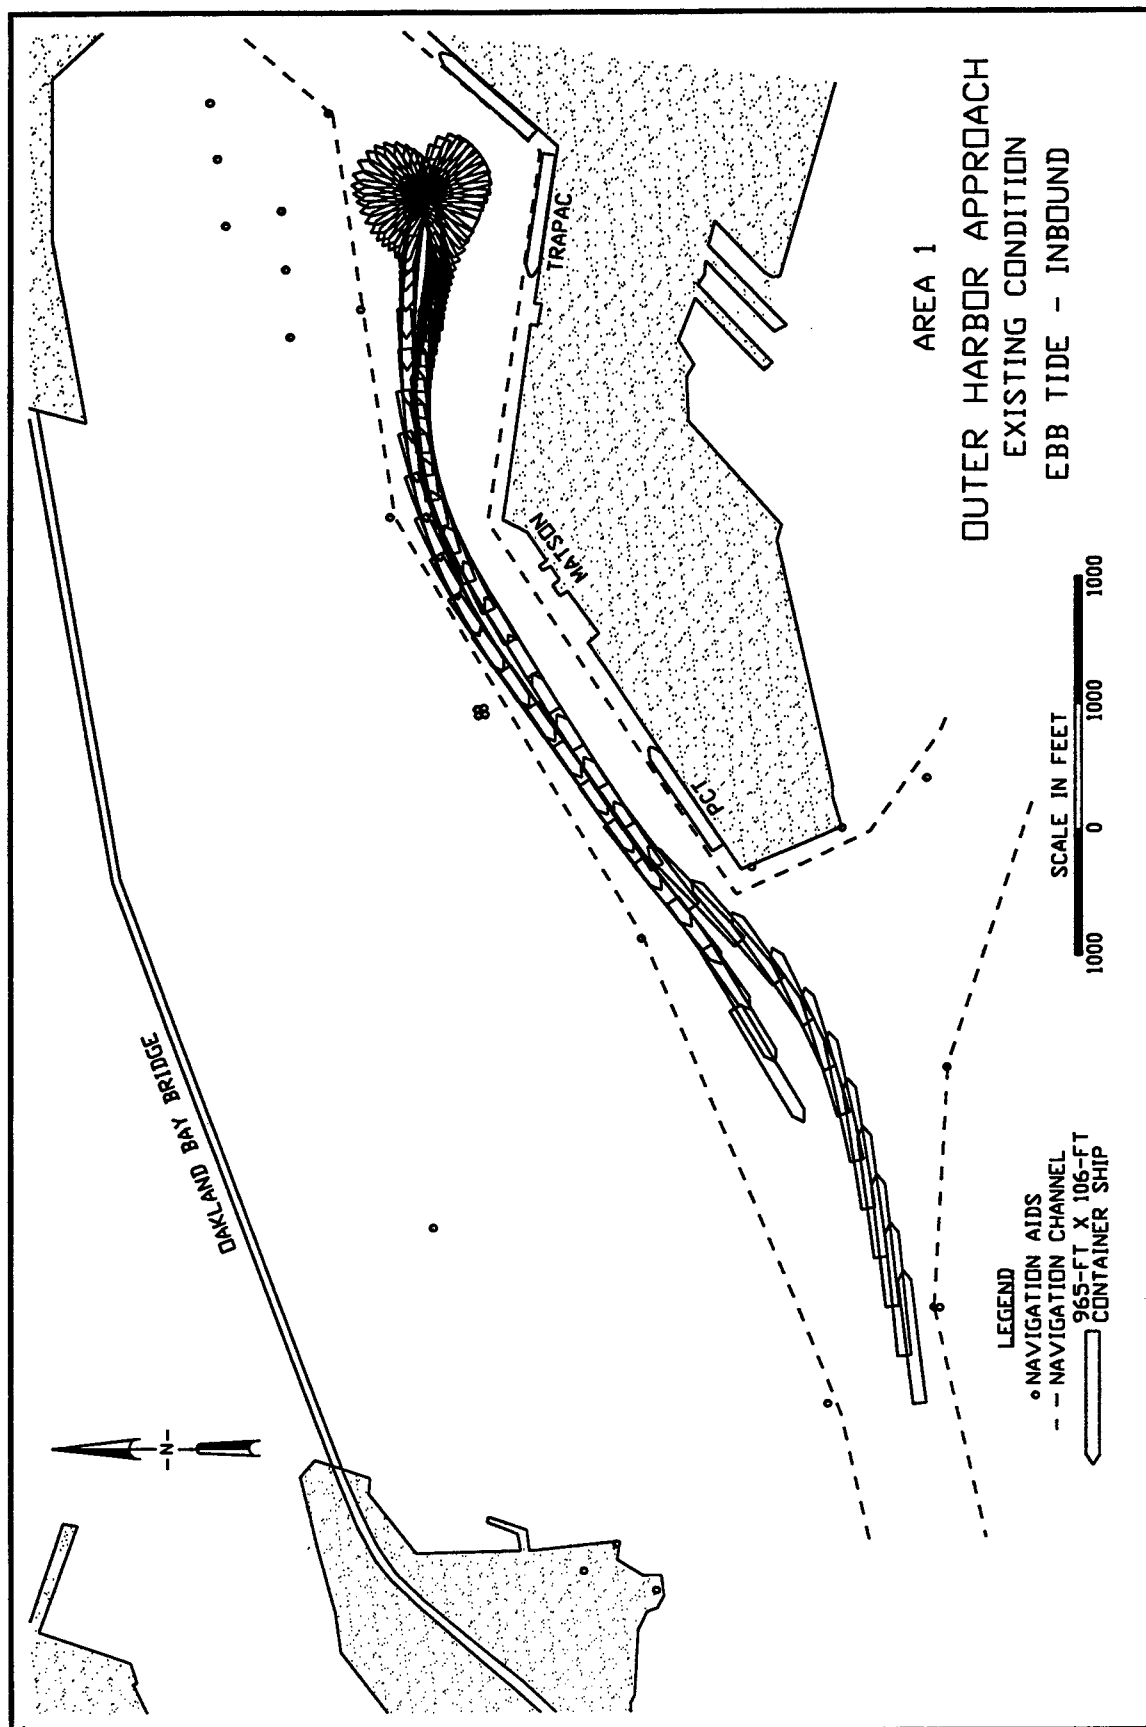 OAKLAND BAY BRIDGE
-N-
TRAPAC
MATSON
PCT
AREA 1
OUTER HARBOR APPROACH
EXISTING CONDITION
EBB TIDE - INBOUND
LEGEND
NAVIGATION AIDS
NAVIGATION CHANNEL
965-FT X 106-FT
CONTAINER SHIP
SCALE IN FEET
1000 0 1000 1000